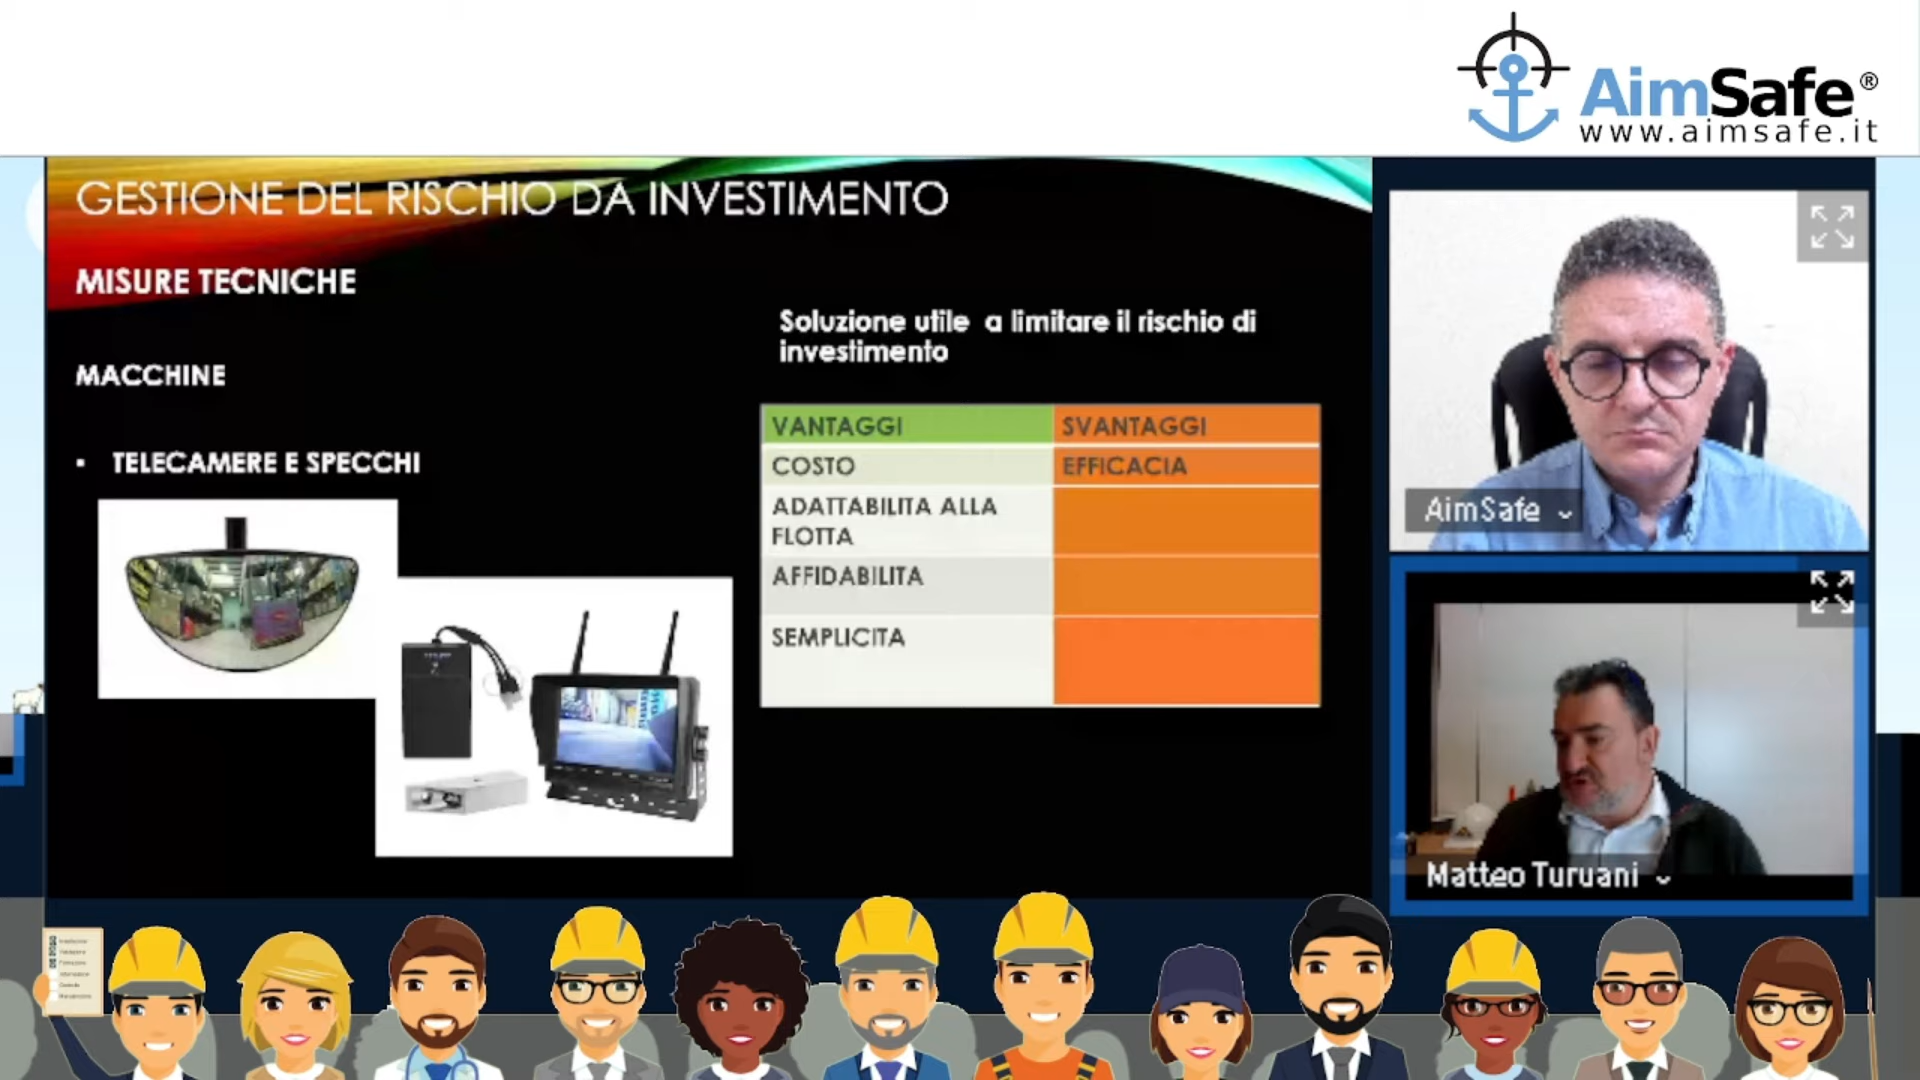 AimSafe®
www.aimsafe.it
GESTIONE DEL RISCHIO DA INVESTIMENTO
MISURE TECNICHE
MACCHINE
▪ TELECAMERE E SPECCHI
Soluzione utile a limitare il rischio di
investimento
VANTAGGI
SVANTAGGI
COSTO
EFFICACIA
ADATTABILITA ALLA
FLOTTA
AFFIDABILITA
SEMPLICITA
AimSafe
Matteo Turuani